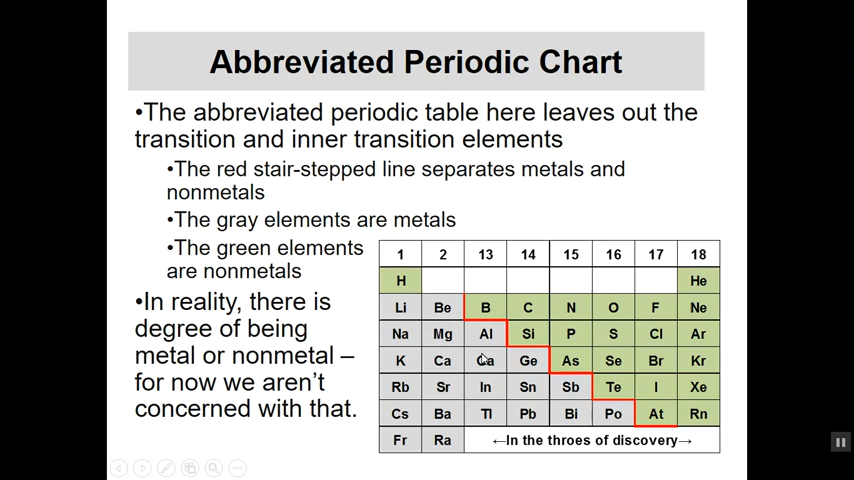 Abbreviated Periodic Chart
•The abbreviated periodic table here leaves out the
transition and inner transition elements
•The red stair-stepped line separates metals and
nonmetals
•The gray elements are metals
•The green elements
are nonmetals
•In reality, there is
degree of being
metal or nonmetal –
for now we aren't
concerned with that.
1 2 13 14 15 16 17 18
H He
Li Be B C N O F Ne
Na Mg Al Si P S Cl Ar
K Ca Ge As Se Br Kr
Rb Sr In Sn Sb Te I Xe
Cs Ba Tl Pb Bi Po At Rn
Fr Ra ←In the throes of discovery→